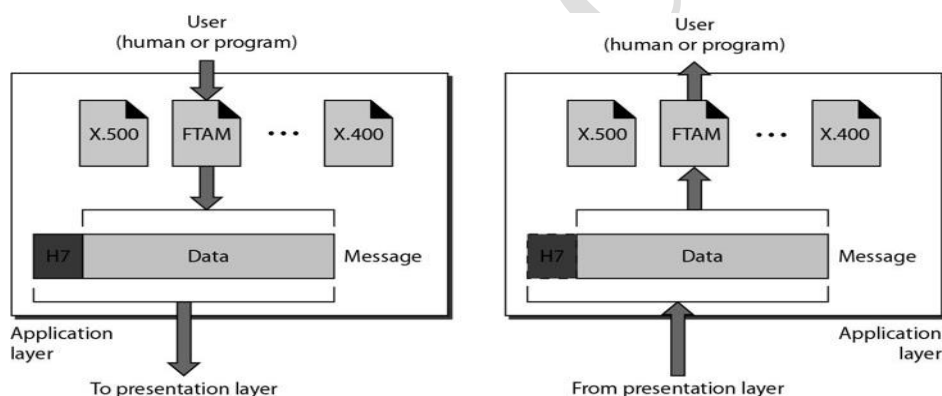 User
(human or program)
X.500
FTAM
...
X.400
H7
Data
Message
Application
layer
To presentation layer
User
(human or program)
X.500
FTAM
...
X.400
H7
Data
Message
Application
layer
From presentation layer